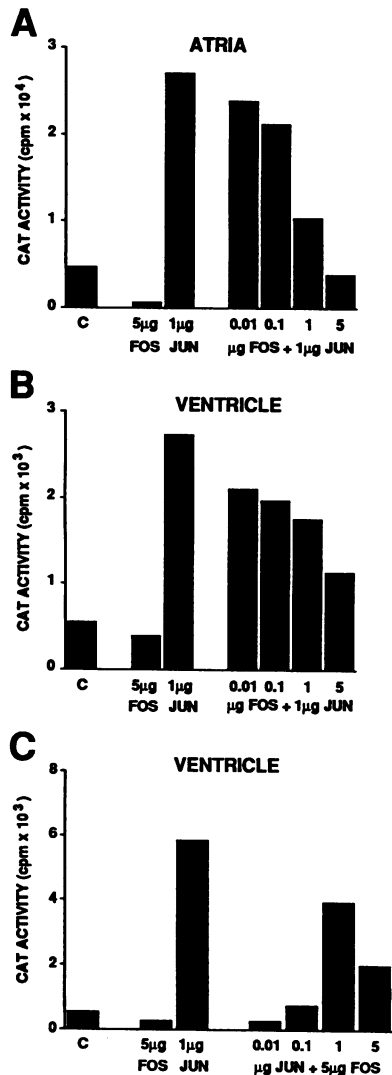 A
ATRIA
CAT ACTIVITY (cpm x 10⁴)
3
2
1
0
C 5µg 1µg 0.01 0.1 1 5
FOS JUN µg FOS + 1µg JUN
B
VENTRICLE
CAT ACTIVITY (cpm x 10³)
3
2
1
0
C 5µg 1µg 0.01 0.1 1 5
FOS JUN µg FOS + 1µg JUN
C
VENTRICLE
CAT ACTIVITY (cpm x 10³)
8
6
4
2
0
C 5µg 1µg 0.01 0.1 1 5
FOS JUN µg JUN + 5µg FOS